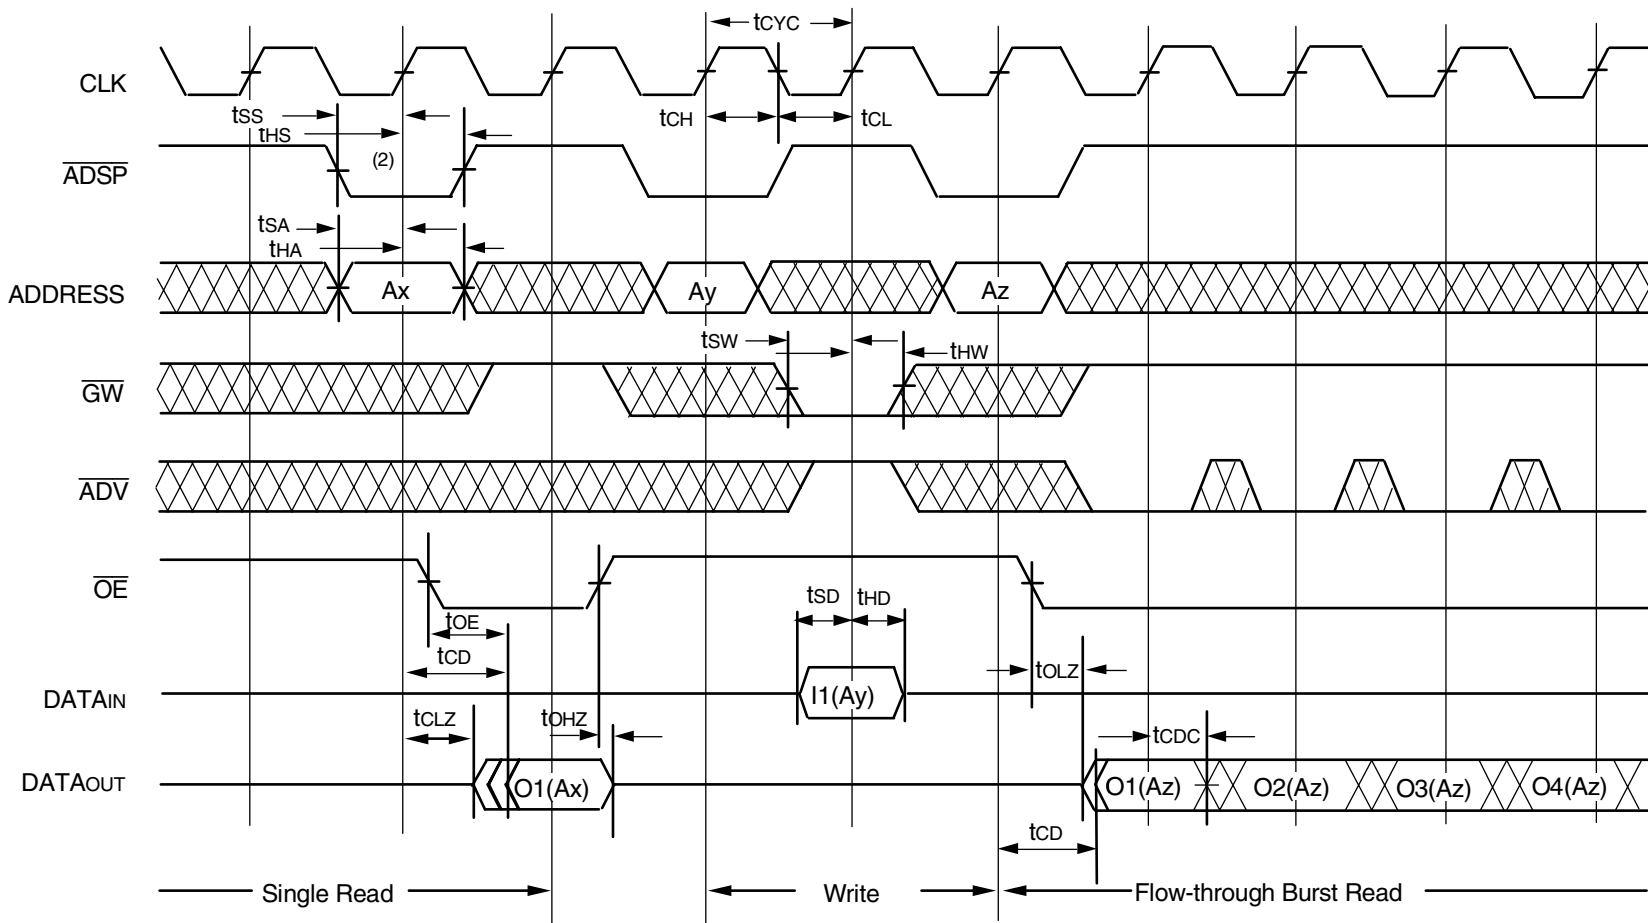 tCYC
CLK
tSS
tCH
tCL
tHS
(2)
ADSP
tSA
tHA
ADDRESS
Ax
Ay
Az
tSW
tHW
GW
ADV
OE
tSD
tHD
tOE
tCD
tOLZ
DATAIN
I1(Ay)
tCLZ
tOHZ
tCDC
DATAOUT
O1(Ax)
O1(Az)
O2(Az)
O3(Az)
O4(Az)
tCD
Single Read
Write
Flow-through Burst Read